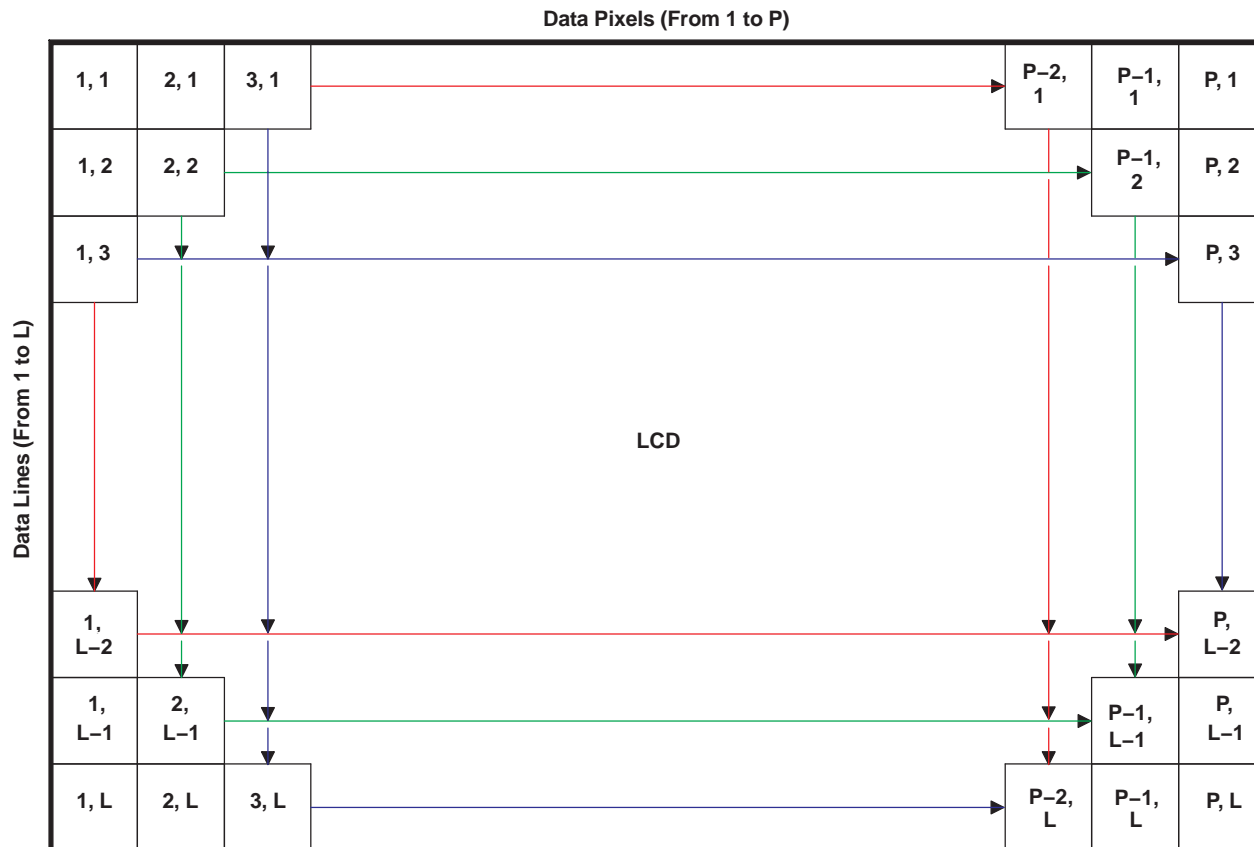 Data Pixels (From 1 to P)
1, 1
2, 1
3, 1
P−2,
1
P−1,
1
P, 1
1, 2
2, 2
P−1,
2
P, 2
1, 3
P, 3
Data Lines (From 1 to L)
LCD
1,
L−2
P,
L−2
1,
L−1
2,
L−1
P−1,
L−1
P,
L−1
1, L
2, L
3, L
P−2,
L
P−1,
L
P, L